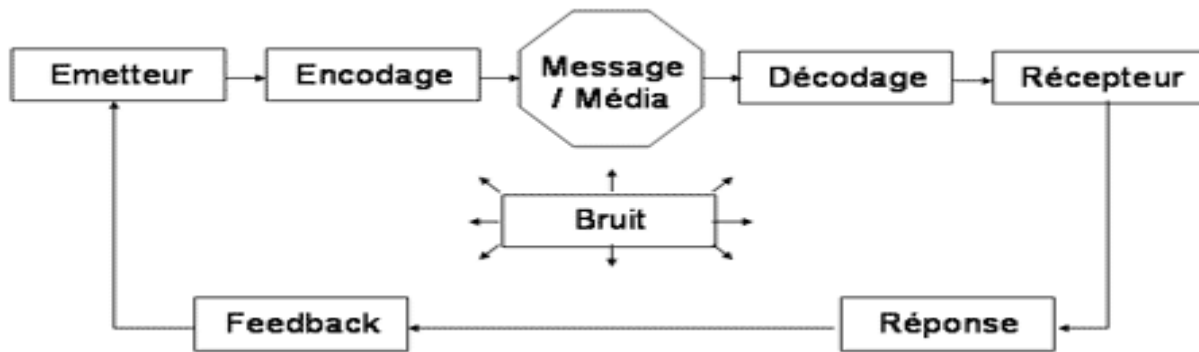 Emetteur
Encodage
Message
/ Média
Décodage
Récepteur
Bruit
Feedback
Réponse